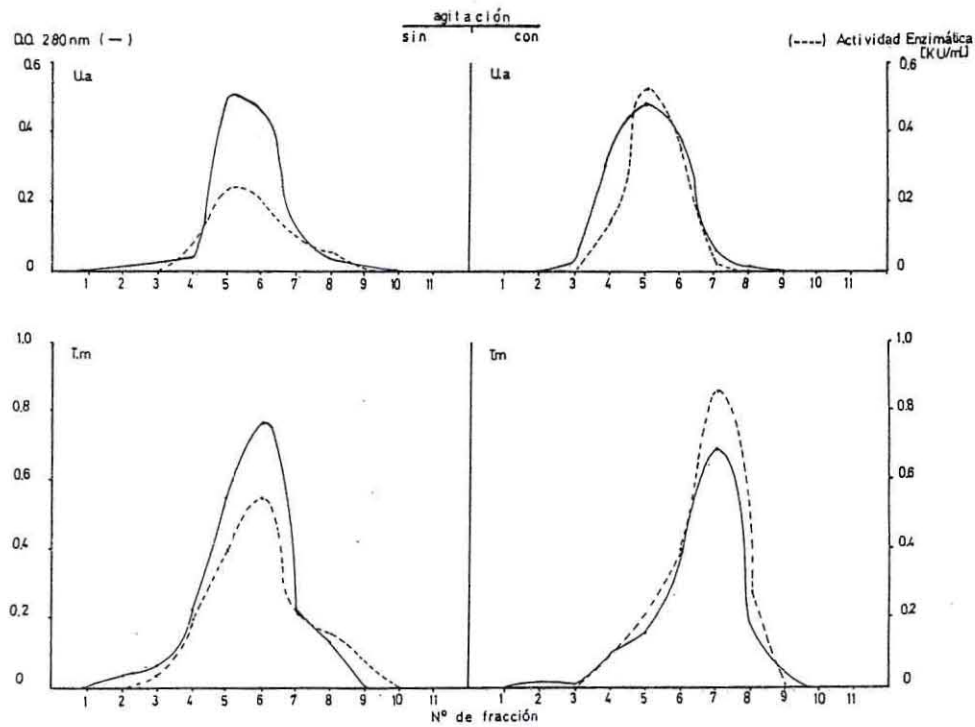 agitación
sin con
D.O. 280nm (—)
(----) Actividad Enzimática
[KU/mL]
0.6
0.4
0.2
0
U.a
U.a
0.6
0.4
0.2
0
1 2 3 4 5 6 7 8 9 10 11
1 2 3 4 5 6 7 8 9 10 11
1.0
0.8
0.6
0.4
0.2
0
T.m
T.m
1.0
0.8
0.6
0.4
0.2
0
1 2 3 4 5 6 7 8 9 10 11
1 2 3 4 5 6 7 8 9 10 11
Nº de fracción